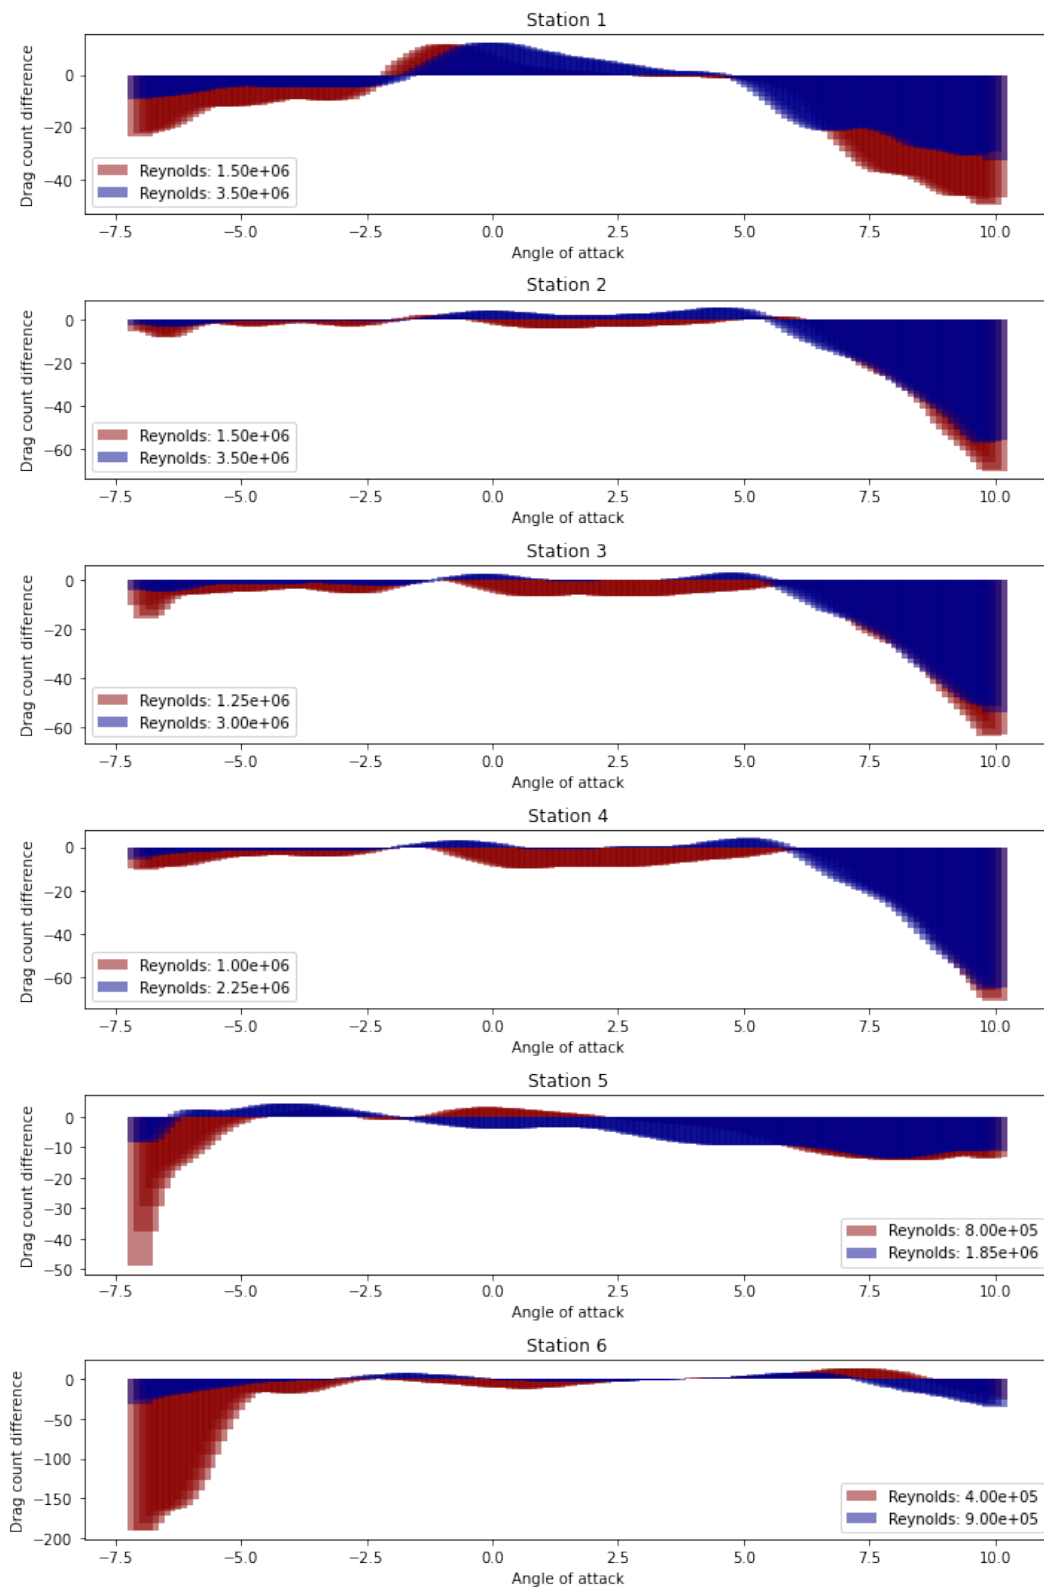 Station 1
Drag count difference
0
−20
−40
Reynolds: 1.50e+06
Reynolds: 3.50e+06
−7.5 −5.0 −2.5 0.0 2.5 5.0 7.5 10.0
Angle of attack
Station 2
Drag count difference
0
−20
−40
−60
Reynolds: 1.50e+06
Reynolds: 3.50e+06
−7.5 −5.0 −2.5 0.0 2.5 5.0 7.5 10.0
Angle of attack
Station 3
Drag count difference
0
−20
−40
−60
Reynolds: 1.25e+06
Reynolds: 3.00e+06
−7.5 −5.0 −2.5 0.0 2.5 5.0 7.5 10.0
Angle of attack
Station 4
Drag count difference
0
−20
−40
−60
Reynolds: 1.00e+06
Reynolds: 2.25e+06
−7.5 −5.0 −2.5 0.0 2.5 5.0 7.5 10.0
Angle of attack
Station 5
Drag count difference
0
−10
−20
−30
−40
−50
Reynolds: 8.00e+05
Reynolds: 1.85e+06
−7.5 −5.0 −2.5 0.0 2.5 5.0 7.5 10.0
Angle of attack
Station 6
Drag count difference
0
−50
−100
−150
−200
Reynolds: 4.00e+05
Reynolds: 9.00e+05
−7.5 −5.0 −2.5 0.0 2.5 5.0 7.5 10.0
Angle of attack